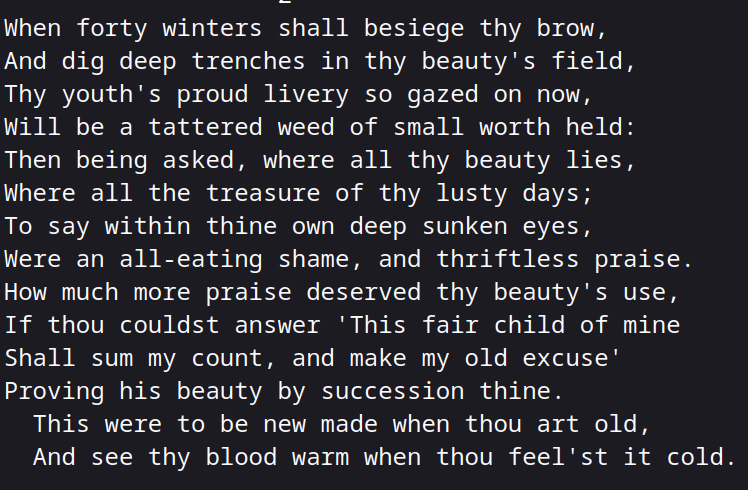 When forty winters shall besiege thy brow,
And dig deep trenches in thy beauty's field,
Thy youth's proud livery so gazed on now,
Will be a tattered weed of small worth held:
Then being asked, where all thy beauty lies,
Where all the treasure of thy lusty days;
To say within thine own deep sunken eyes,
Were an all-eating shame, and thriftless praise.
How much more praise deserved thy beauty's use,
If thou couldst answer 'This fair child of mine
Shall sum my count, and make my old excuse'
Proving his beauty by succession thine.
  This were to be new made when thou art old,
  And see thy blood warm when thou feel'st it cold.